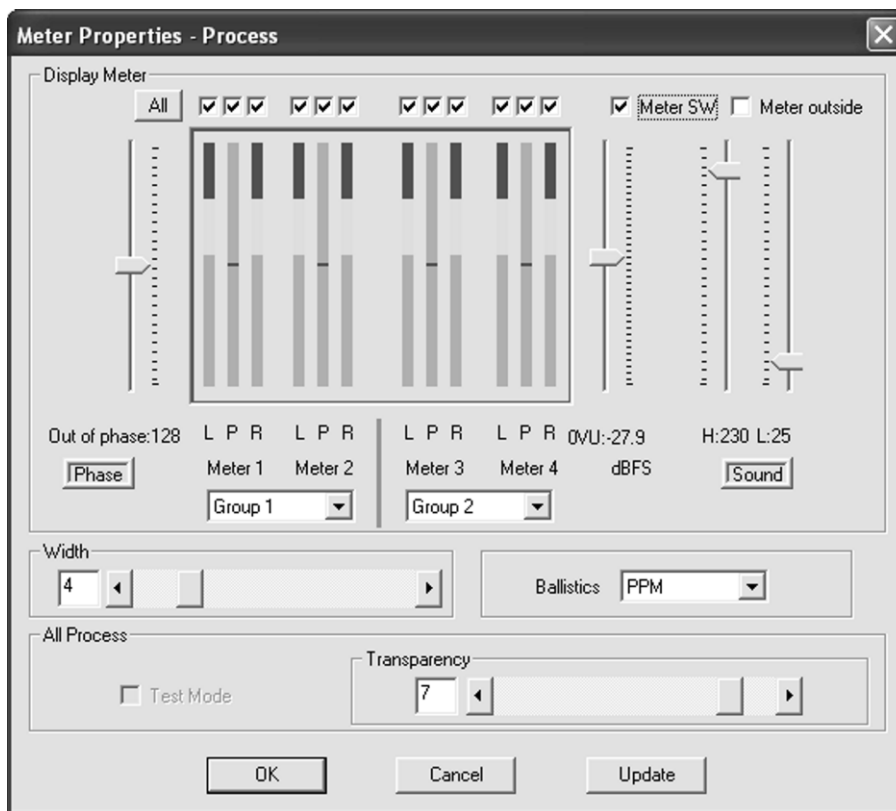 Meter Properties - Process
Display Meter
All
Meter SW
Meter outside
Out of phase:128
L P R L P R L P R L P R
0VU:-27.9
H:230 L:25
Phase
Meter 1 Meter 2 Meter 3 Meter 4
dBFS
Sound
Group 1
Group 2
Width
4
Ballistics PPM
All Process
Test Mode
Transparency
7
OK Cancel Update